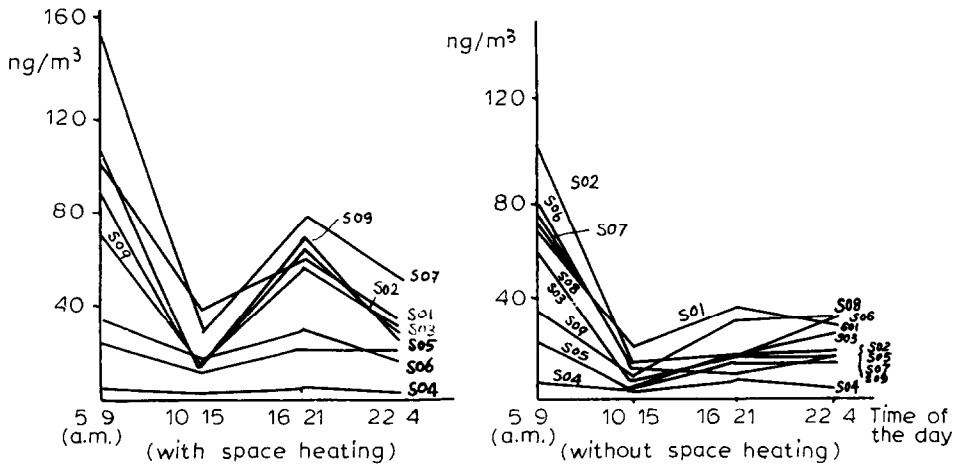 160
ng/m³
120
80
40
S09
S09
S07
S02
S01
S03
S05
S06
S04
5 9 10 15 16 21 22 4
(a.m.)
(with space heating)
ng/m³
120
80
40
S02
S06
S07
S08
S03
S09
S05
S04
S01
S08
S06
S01
S03
S02
S05
S07
S09
S04
5 9 10 15 16 21 22 4 Time of
(a.m.) the day
(without space heating)